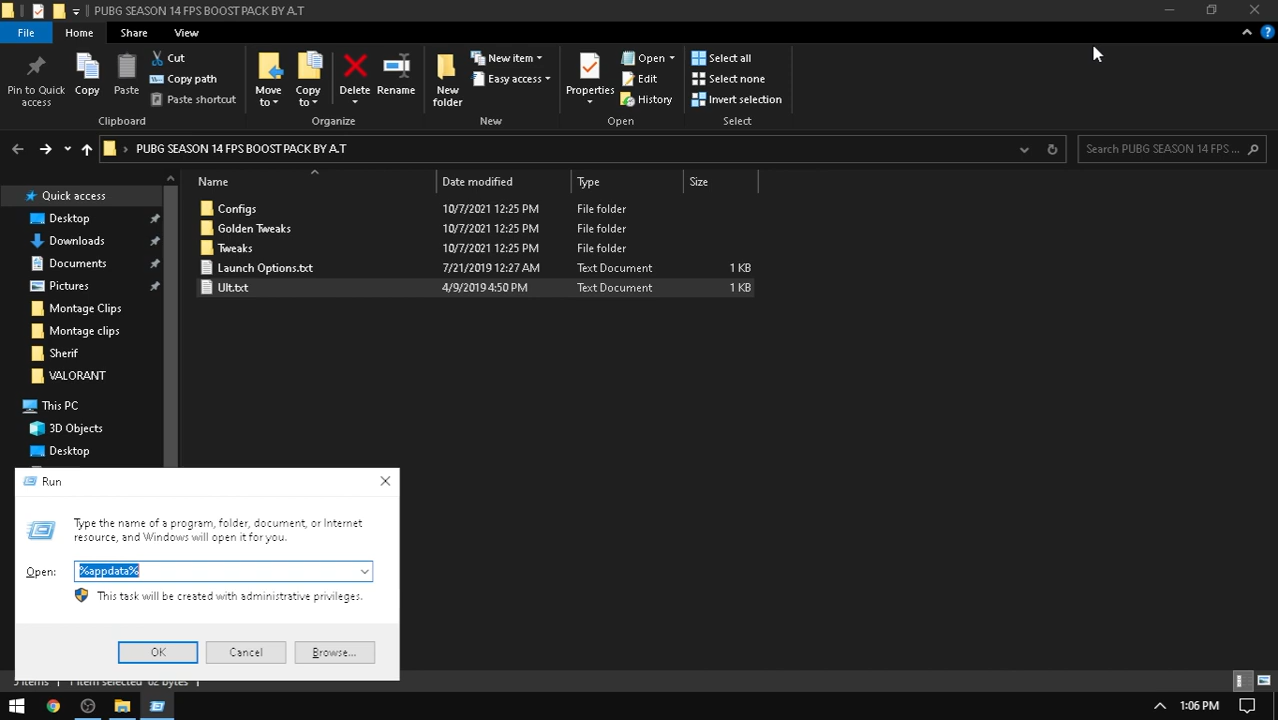 PUBG SEASON 14 FPS BOOST PACK BY A.T
File Home Share View
Pin to Quick access
Copy
Paste
Cut
Copy path
Paste shortcut
Clipboard
Move to
Copy to
Delete
Rename
Organize
New folder
New item
Easy access
New
Properties
Open
Edit
History
Open
Select all
Select none
Invert selection
Select
PUBG SEASON 14 FPS BOOST PACK BY A.T
Search PUBG SEASON 14 FPS ...
Name Date modified Type Size
Configs 10/7/2021 12:25 PM File folder
Golden Tweaks 10/7/2021 12:25 PM File folder
Tweaks 10/7/2021 12:25 PM File folder
Launch Options.txt 7/21/2019 12:27 AM Text Document 1 KB
Ult.txt 4/9/2019 4:50 PM Text Document 1 KB
Quick access
Desktop
Downloads
Documents
Pictures
Montage Clips
Montage clips
Sherif
VALORANT
This PC
3D Objects
Desktop
Run
Type the name of a program, folder, document, or Internet
resource, and Windows will open it for you.
Open: %appdata%
This task will be created with administrative privileges.
OK Cancel Browse...
5 items 1 item selected 62 bytes
1:06 PM